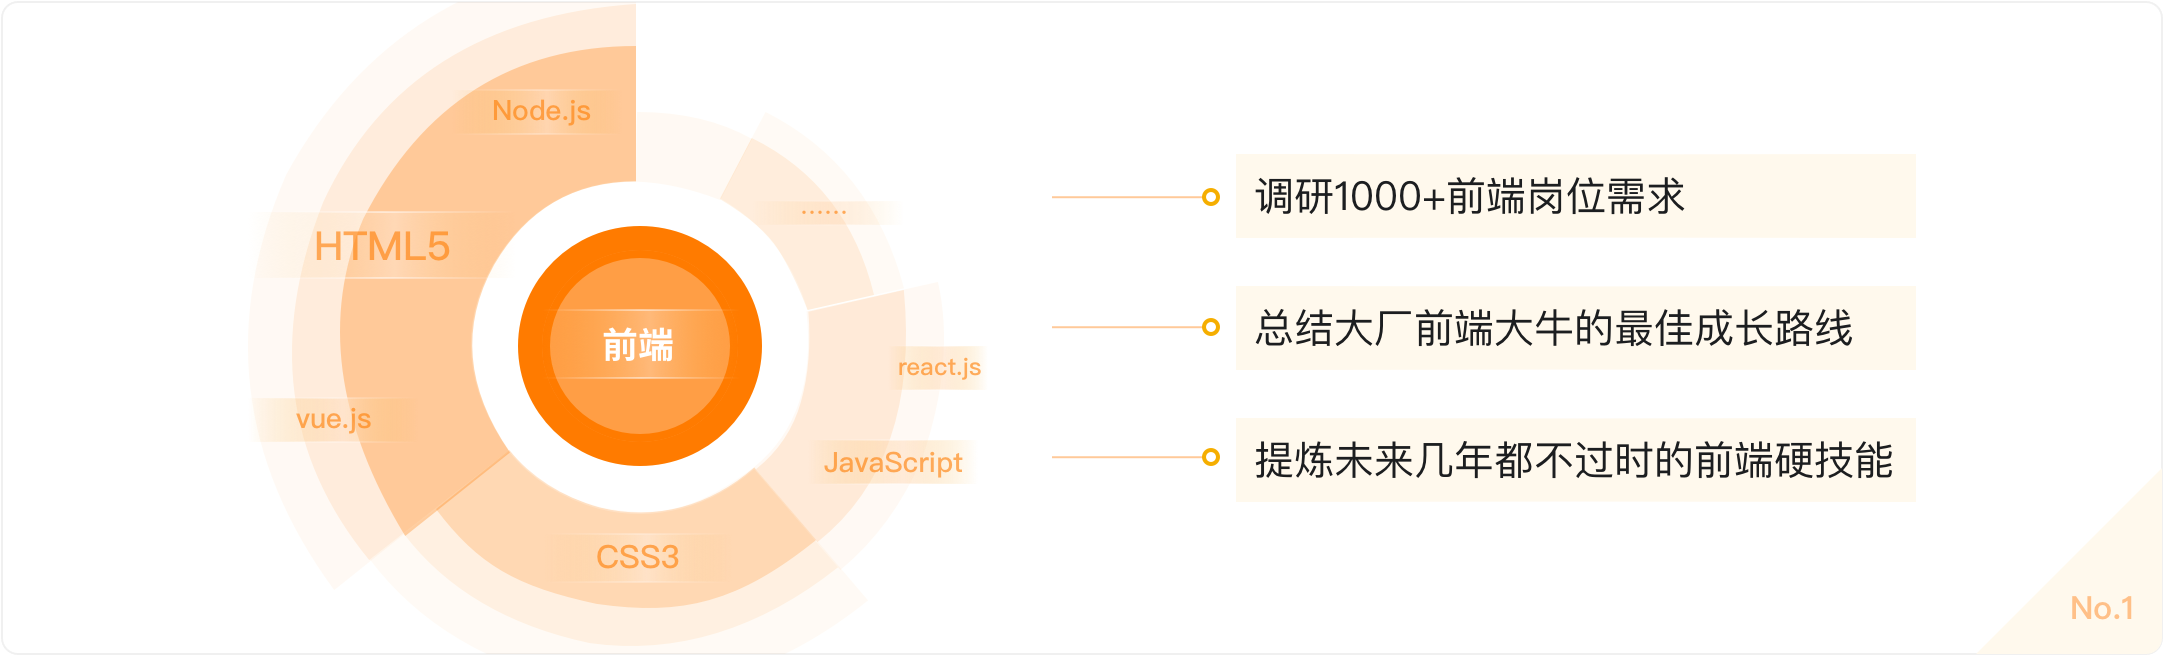 Node.js
HTML5
······
前端
react.js
vue.js
JavaScript
CSS3
调研1000+前端岗位需求
总结大厂前端大牛的最佳成长路线
提炼未来几年都不过时的前端硬技能
No.1